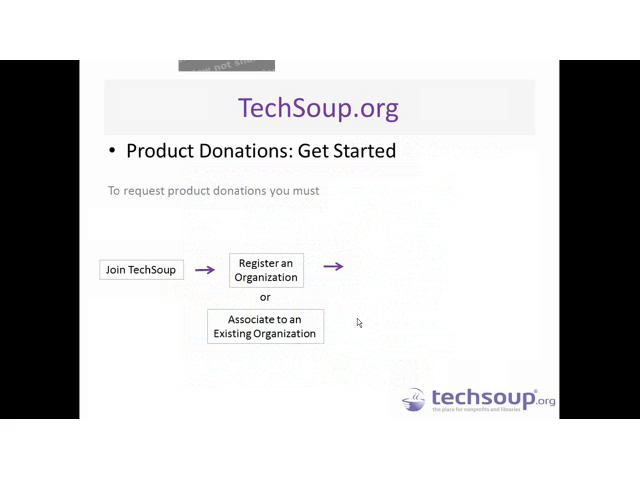 TechSoup.org
• Product Donations: Get Started
To request product donations you must
Join TechSoup
Register an
Organization
or
Associate to an
Existing Organization
techsoup.org
the place for nonprofits and libraries